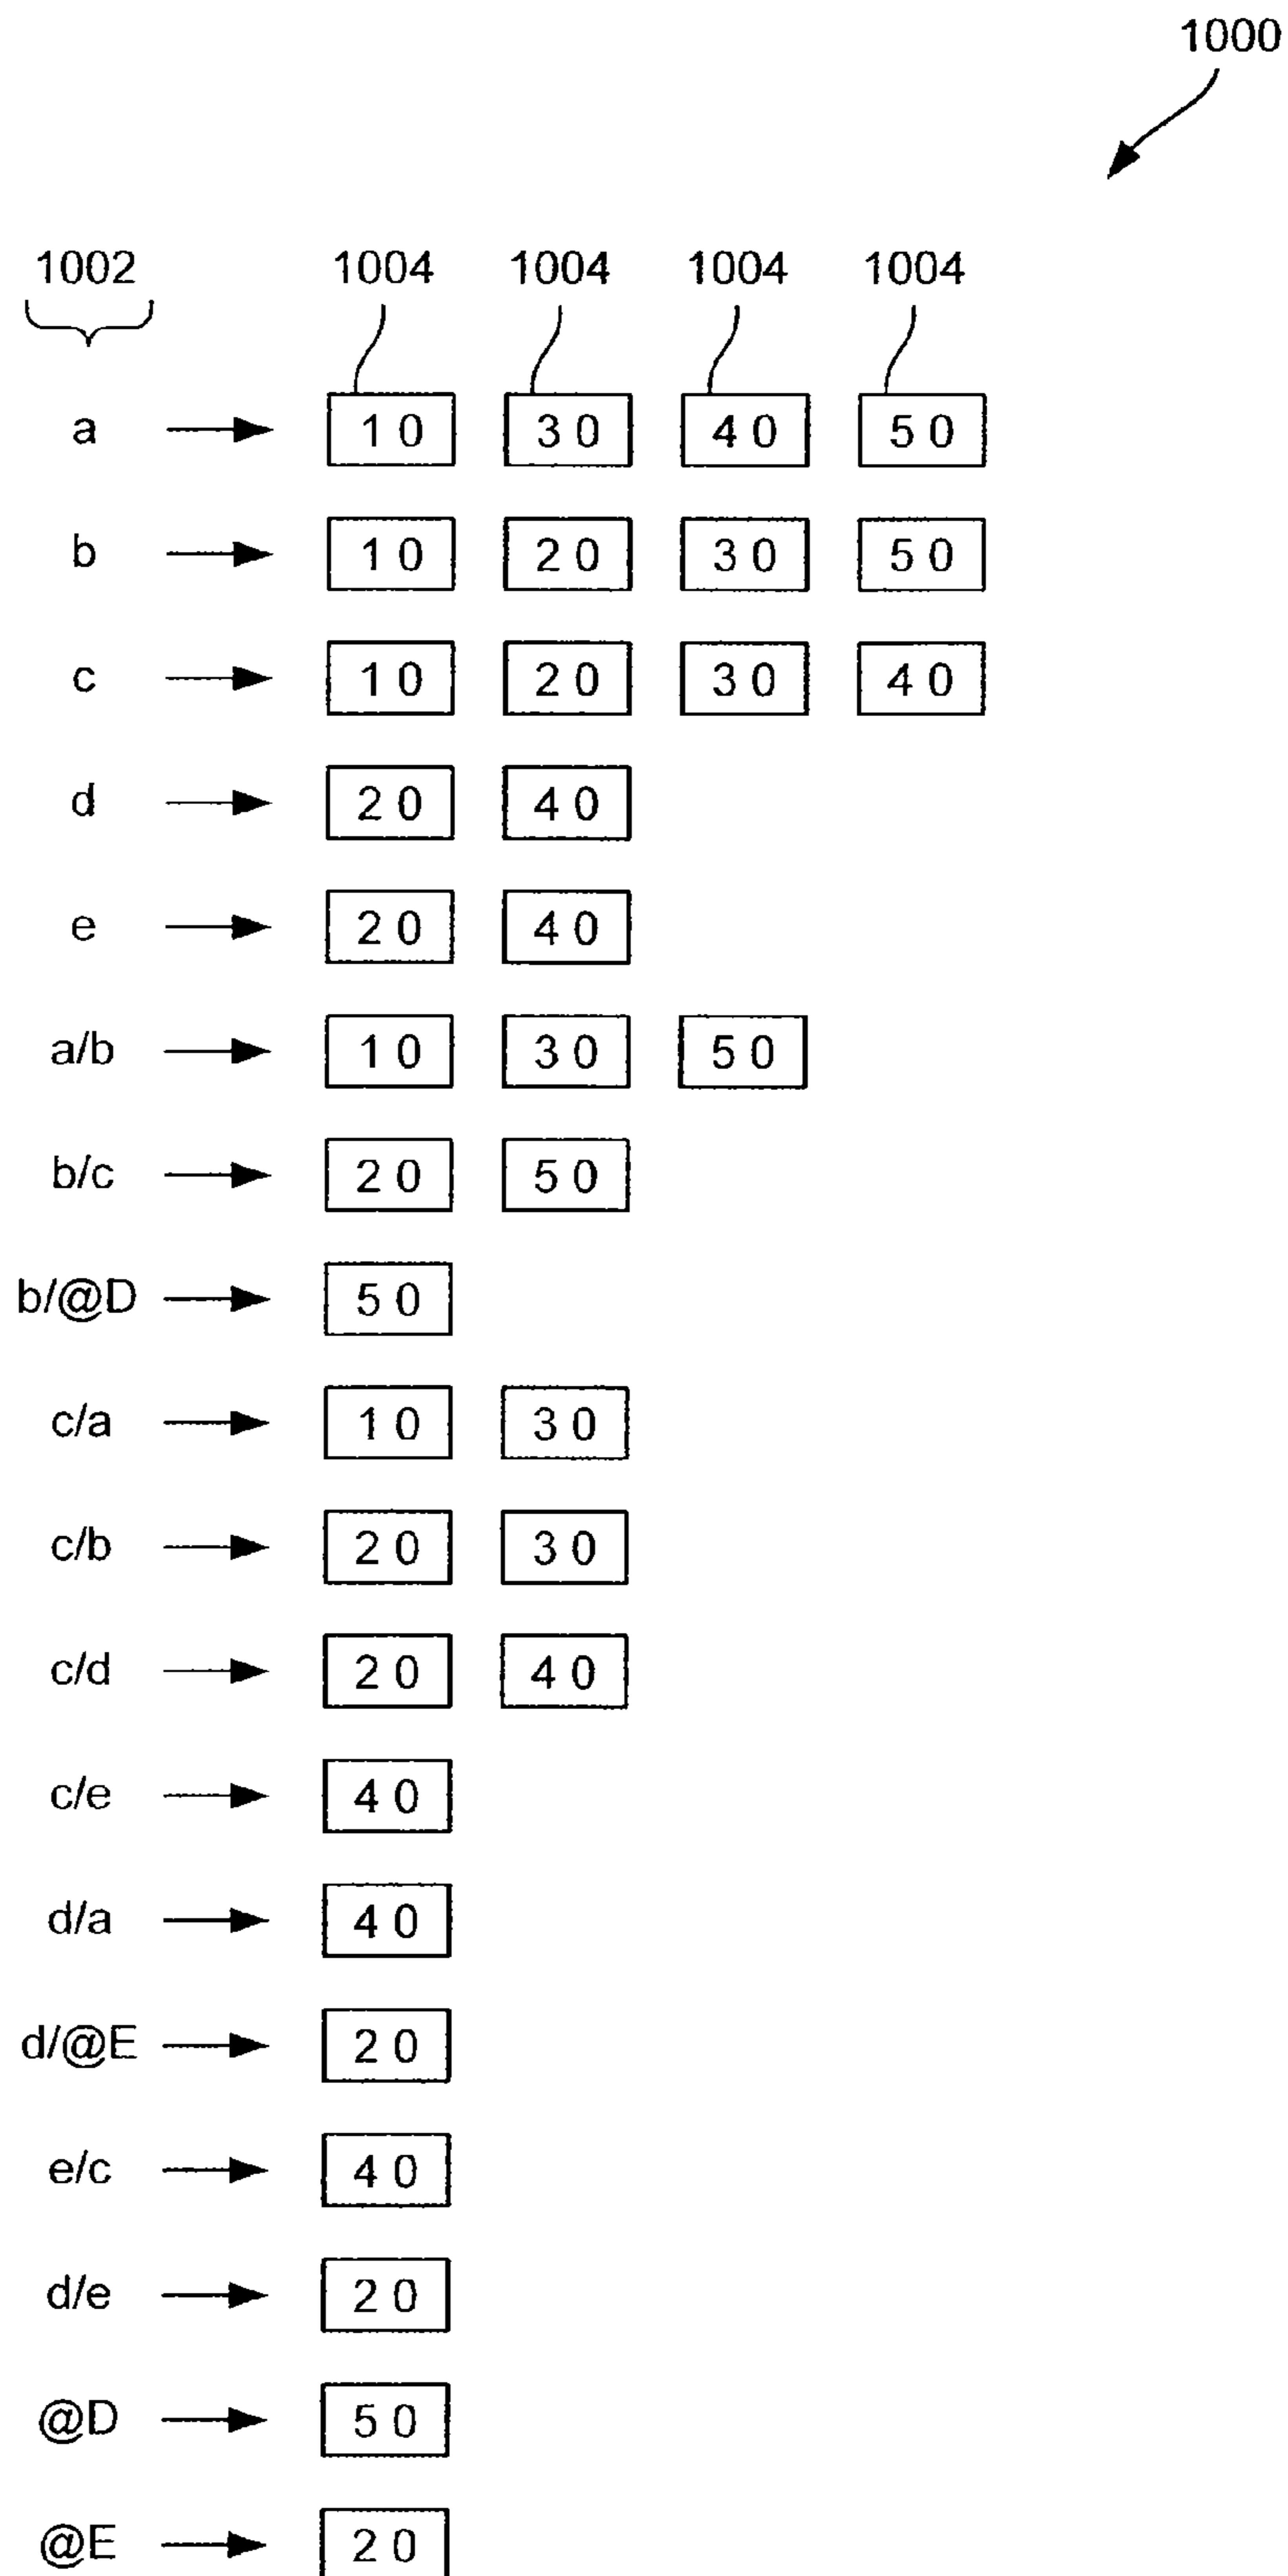 1000
1002 1004 1004 1004 1004
a 10 30 40 50
b 10 20 30 50
c 10 20 30 40
d 20 40
e 20 40
a/b 10 30 50
b/c 20 50
b/@D 50
c/a 10 30
c/b 20 30
c/d 20 40
c/e 40
d/a 40
d/@E 20
e/c 40
d/e 20
@D 50
@E 20